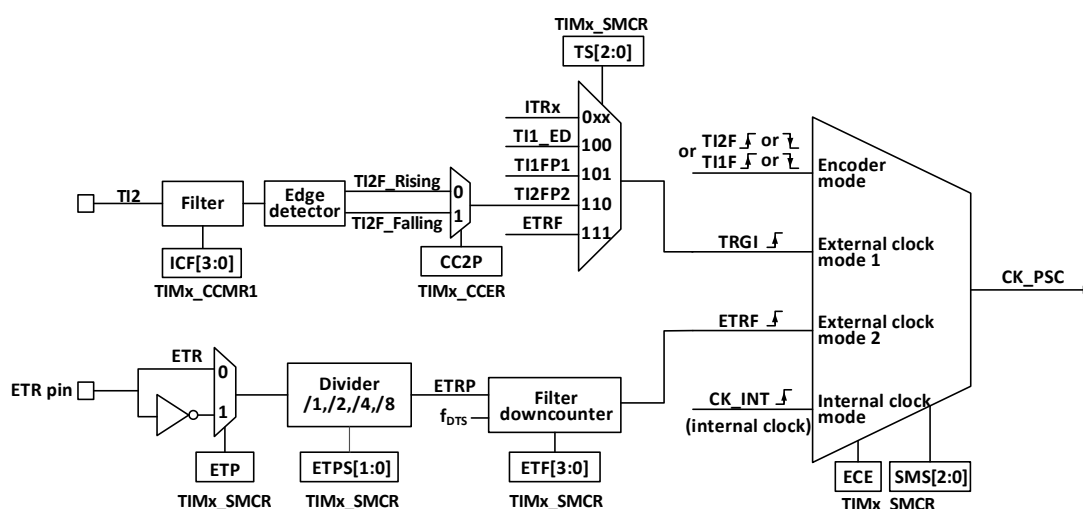 TIMx_SMCR
TS[2:0]
ITRx
0xx
TI1_ED
100
TI1FP1
101
TI2FP2
110
ETRF
111
TI2
Filter
Edge
detector
TI2F_Rising
0
TI2F_Falling
1
ICF[3:0]
TIMx_CCMR1
CC2P
TIMx_CCER
or TI2F or
TI1F or
Encoder
mode
TRGI
External clock
mode 1
CK_PSC
ETRF
External clock
mode 2
CK_INT
(internal clock)
Internal clock
mode
ECE
SMS[2:0]
TIMx_SMCR
ETR pin
ETR
0
1
Divider
/1,/2,/4,/8
ETRP
fDTS
Filter
downcounter
ETP
TIMx_SMCR
ETPS[1:0]
TIMx_SMCR
ETF[3:0]
TIMx_SMCR